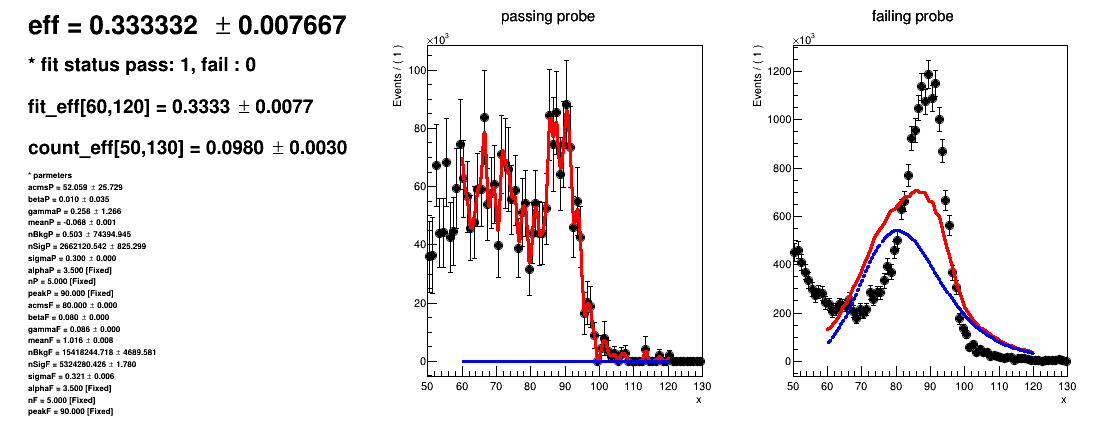 eff = 0.333332 ± 0.007667
* fit status pass: 1, fail : 0
fit_eff[60,120] = 0.3333 ± 0.0077
count_eff[50,130] = 0.0980 ± 0.0030
* parmeters
acmsP = 52.059 ± 25.729
betaP = 0.010 ± 0.035
gammaP = 0.258 ± 1.266
meanP = -0.068 ± 0.001
nBkgP = 0.503 ± 74394.945
nSigP = 2662120.542 ± 825.299
sigmaP = 0.300 ± 0.000
alphaP = 3.500 [Fixed]
nP = 5.000 [Fixed]
peakP = 90.000 [Fixed]
acmsF = 80.000 ± 0.000
betaF = 0.080 ± 0.000
gammaF = 0.086 ± 0.000
meanF = 1.016 ± 0.008
nBkgF = 15418244.718 ± 4689.581
nSigF = 5324280.426 ± 1.780
sigmaF = 0.321 ± 0.006
alphaF = 3.500 [Fixed]
nF = 5.000 [Fixed]
peakF = 90.000 [Fixed]
passing probe
×10³
Events / ( 1 )
100
80
60
40
20
0
50 60 70 80 90 100 110 120 130
x
failing probe
×10³
Events / ( 1 )
1200
1000
800
600
400
200
0
50 60 70 80 90 100 110 120 130
x